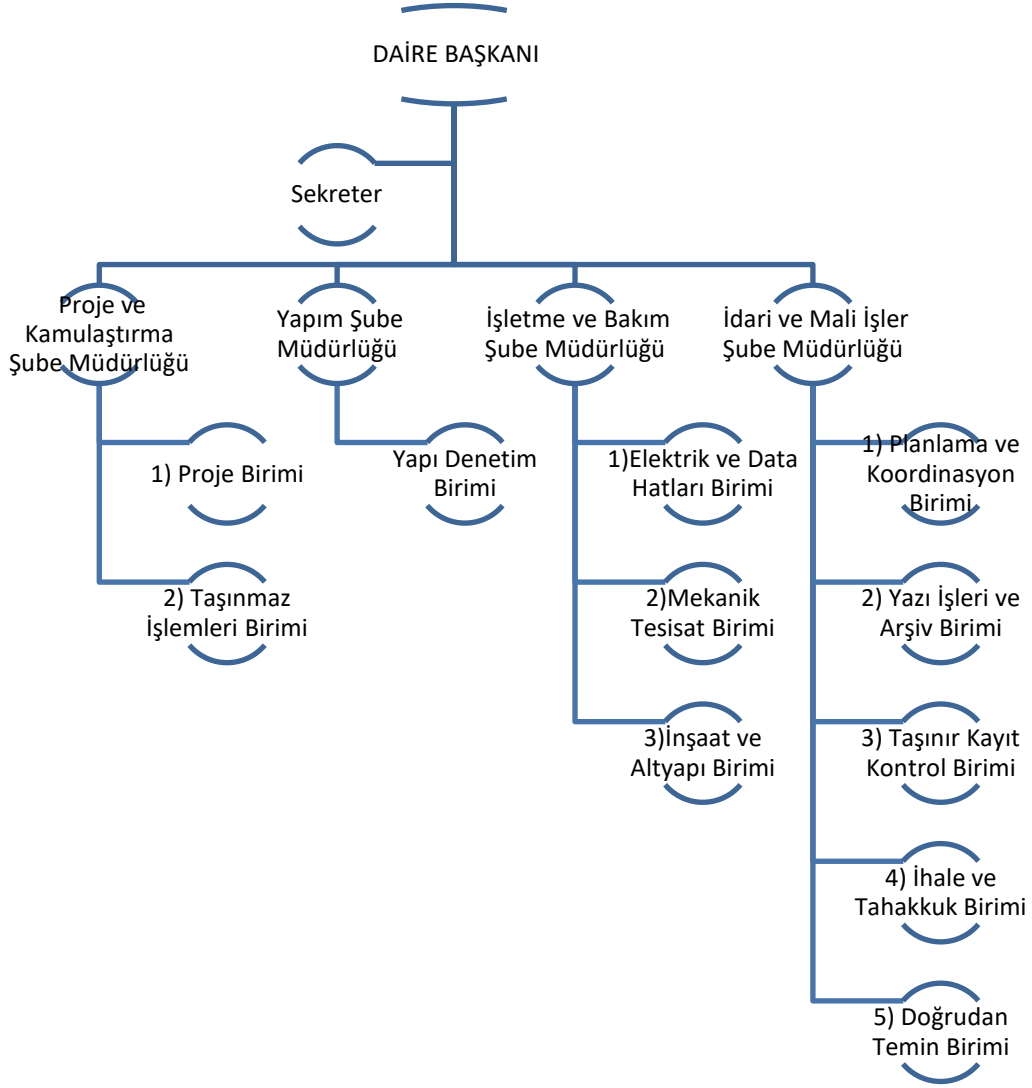 DAİRE BAŞKANI
Sekreter
Proje ve
Kamulaştırma
Şube Müdürlüğü
1) Proje Birimi
2) Taşınmaz
İşlemleri Birimi
Yapım Şube
Müdürlüğü
Yapı Denetim
Birimi
İşletme ve Bakım
Şube Müdürlüğü
1)Elektrik ve Data
Hatları Birimi
2)Mekanik
Tesisat Birimi
3)İnşaat ve
Altyapı Birimi
İdari ve Mali İşler
Şube Müdürlüğü
1) Planlama ve
Koordinasyon
Birimi
2) Yazı İşleri ve
Arşiv Birimi
3) Taşınır Kayıt
Kontrol Birimi
4) İhale ve
Tahakkuk Birimi
5) Doğrudan
Temin Birimi